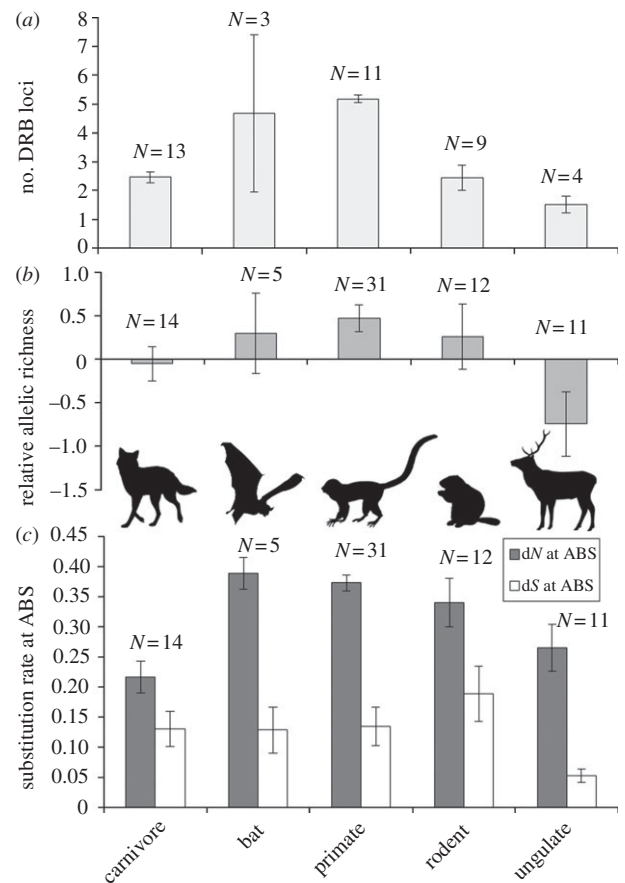 (a)
no. DRB loci
8
7
6
5
4
3
2
1
0
N=13
N=3
N=11
N=9
N=4
(b)
relative allelic richness
1.0
0.5
0
−0.5
−1.0
−1.5
N=14
N=5
N=31
N=12
N=11
(c)
substitution rate at ABS
0.45
0.40
0.35
0.30
0.25
0.20
0.15
0.10
0.05
0
N=14
N=5
N=31
N=12
N=11
dN at ABS
dS at ABS
carnivore
bat
primate
rodent
ungulate